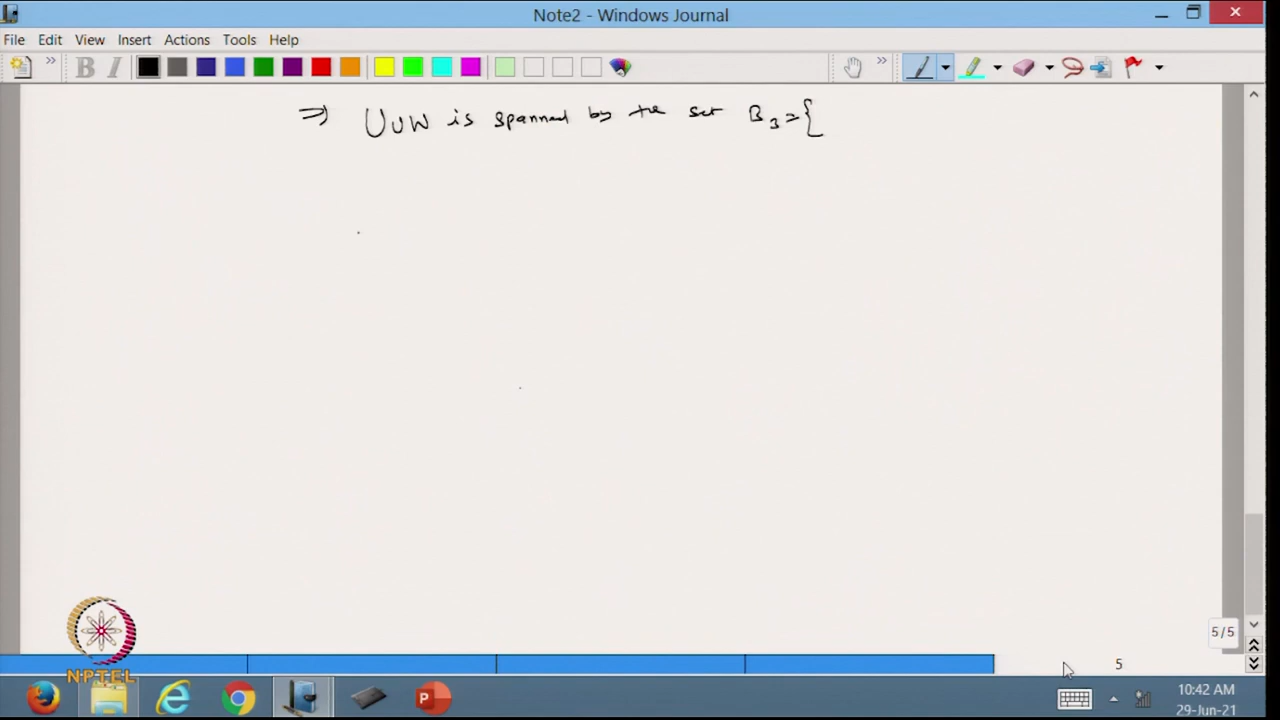 Note2 - Windows Journal
File Edit View Insert Actions Tools Help
B I
⇒ U∪W is spanned by the set B₃ = {
5/5
5
NPTEL
10:42 AM
29-Jun-21